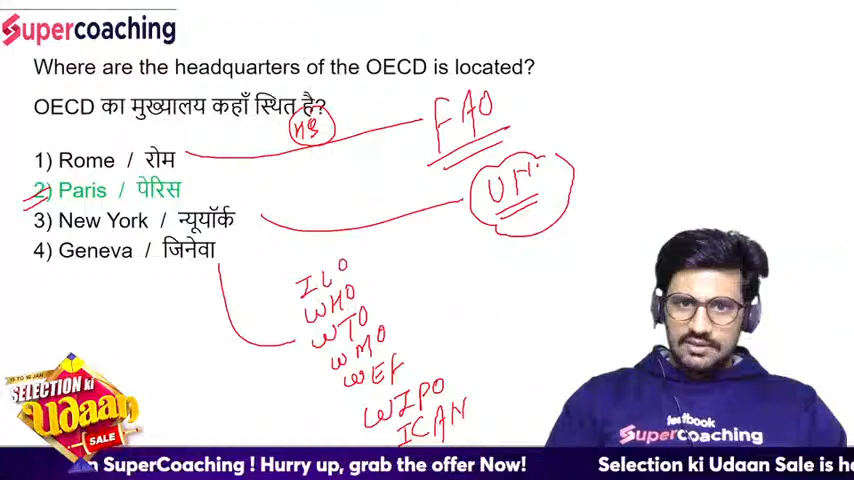 Supercoaching
Where are the headquarters of the OECD is located?
OECD का मुख्यालय कहाँ स्थित है?
1) Rome / रोम
2) Paris / पेरिस
3) New York / न्यूयॉर्क
4) Geneva / जिनेवा
FAO
ILO
WHO
WTO
WMO
WEF
WIPO
ICAN
SELECTION ki
Udaan
SALE
testbook
Supercoaching
n SuperCoaching ! Hurry up, grab the offer Now!
Selection ki Udaan Sale is he